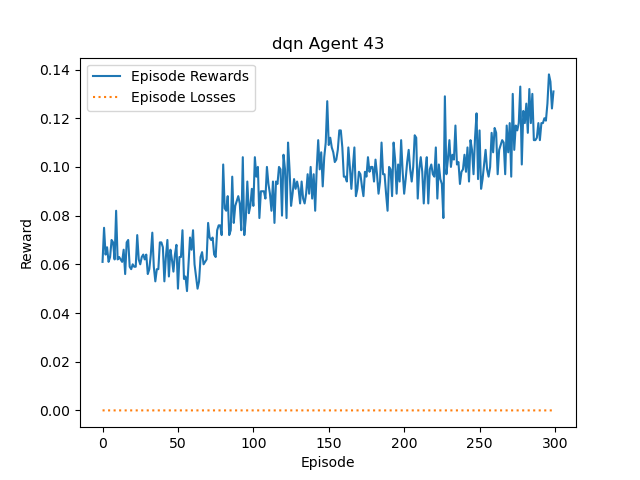 dqn Agent 43
Episode Rewards
Episode Losses
Reward
0.14
0.12
0.10
0.08
0.06
0.04
0.02
0.00
0 50 100 150 200 250 300
Episode